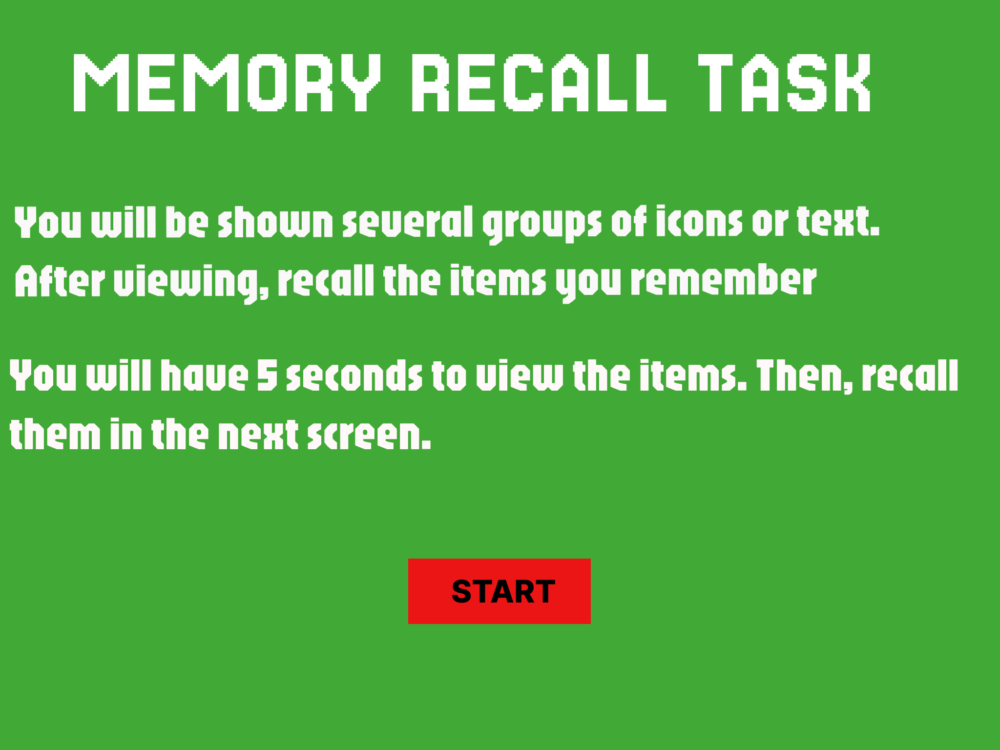 MEMORY RECALL TASK
You will be shown several groups of icons or text.
After viewing, recall the items you remember
You will have 5 seconds to view the items. Then, recall
them in the next screen.
START